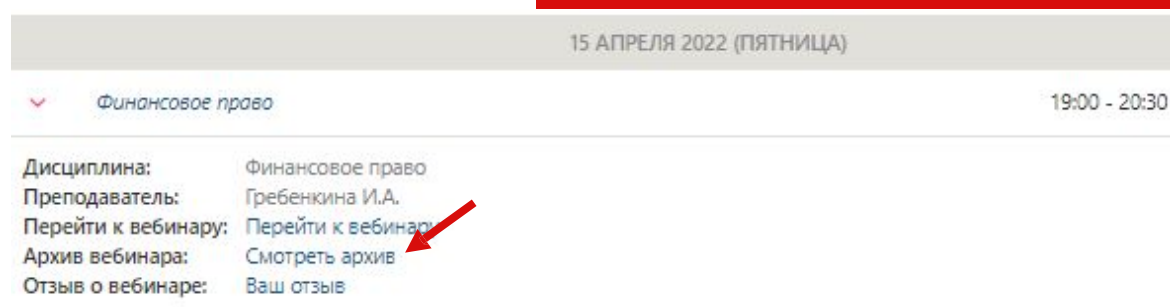 15 АПРЕЛЯ 2022 (ПЯТНИЦА)
Финансовое право 19:00 - 20:30
Дисциплина: Финансовое право
Преподаватель: Гребенкина И.А.
Перейти к вебинару: Перейти к вебинару
Архив вебинара: Смотреть архив
Отзыв о вебинаре: Ваш отзыв